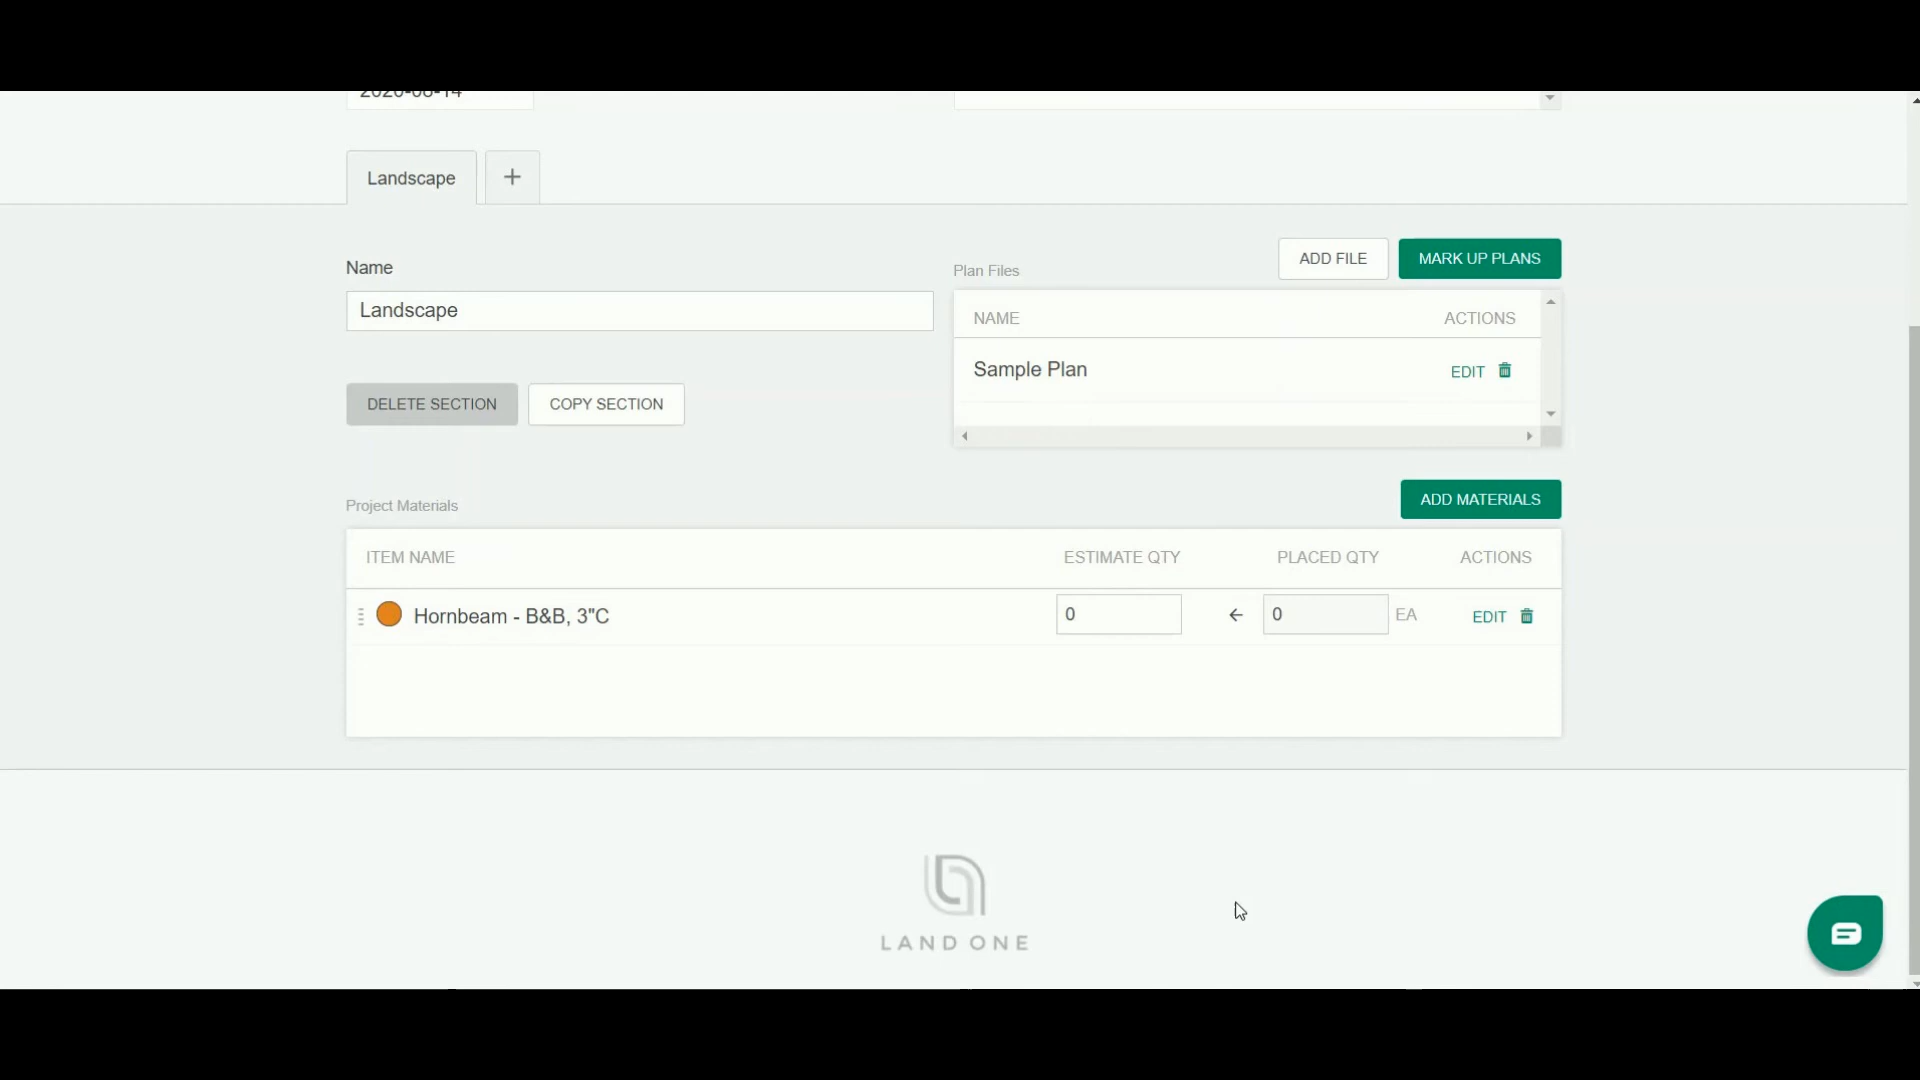 Landscape +
Name
Landscape
DELETE SECTION COPY SECTION
Plan Files ADD FILE MARK UP PLANS
NAME ACTIONS
Sample Plan EDIT
Project Materials ADD MATERIALS
ITEM NAME ESTIMATE QTY PLACED QTY ACTIONS
Hornbeam - B&B, 3"C 0 0 EA EDIT
LAND ONE